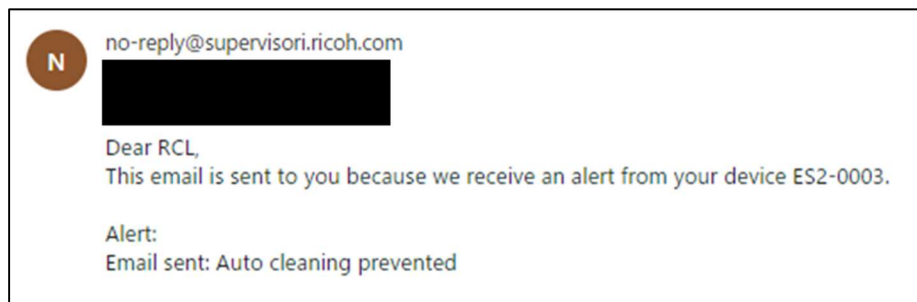 N
no-reply@supervisori.ricoh.com
Dear RCL,
This email is sent to you because we receive an alert from your device ES2-0003.
Alert:
Email sent: Auto cleaning prevented